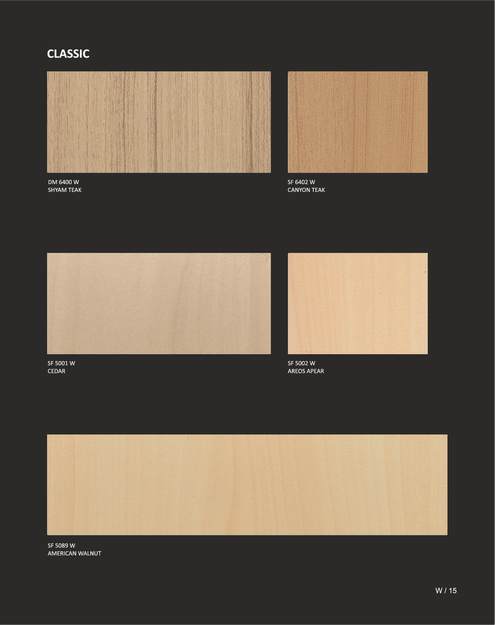 CLASSIC
DM 6400 W
SHYAM TEAK
SF 6402 W
CANYON TEAK
SF 5001 W
CEDAR
SF 5002 W
AREOS APEAR
SF 5089 W
AMERICAN WALNUT
W / 15